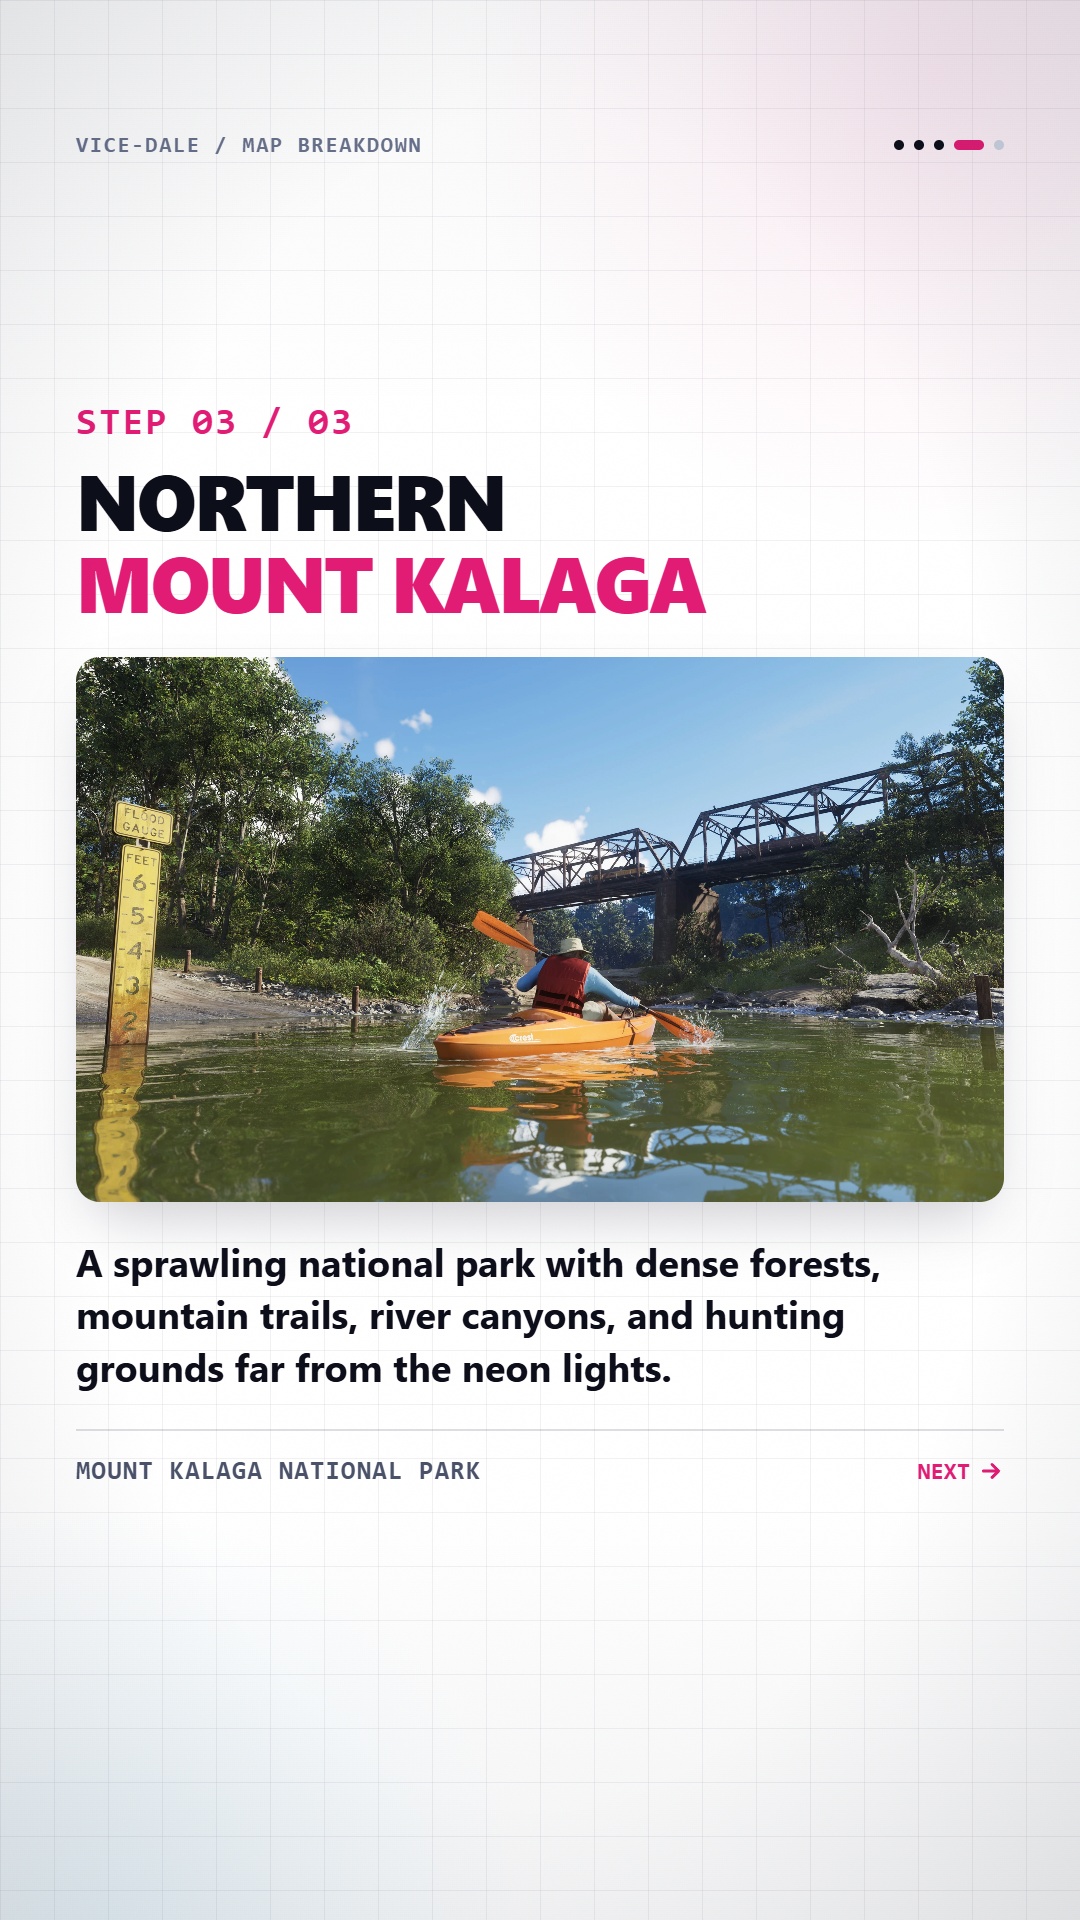 VICE-DALE / MAP BREAKDOWN
STEP 03 / 03
NORTHERN
MOUNT KALAGA
FLOOD
GAUGE
FEET
6
5
4
3
2
A sprawling national park with dense forests,
mountain trails, river canyons, and hunting
grounds far from the neon lights.
MOUNT KALAGA NATIONAL PARK
NEXT →